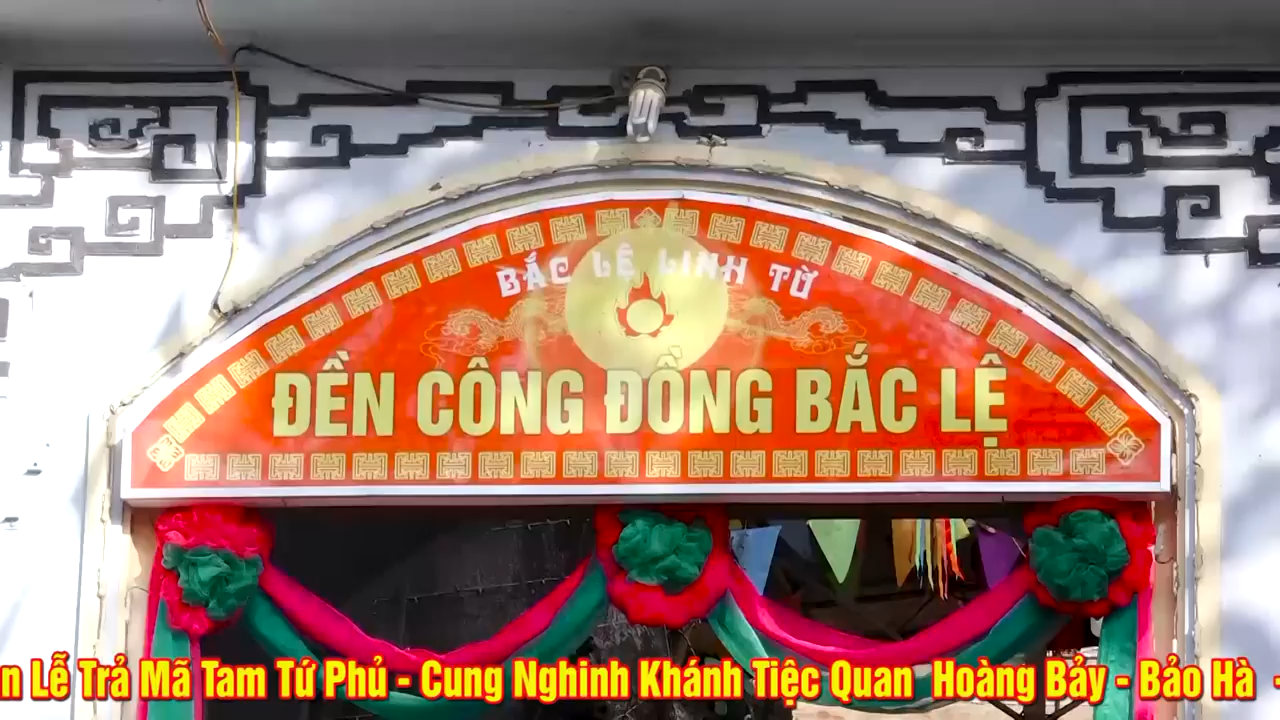 BẮC LỆ LINH TỪ
ĐỀN CÔNG ĐỒNG BẮC LỆ
n Lễ Trả Mã Tam Tứ Phủ - Cung Nghinh Khánh Tiệc Quan Hoàng Bảy - Bảo Hà -